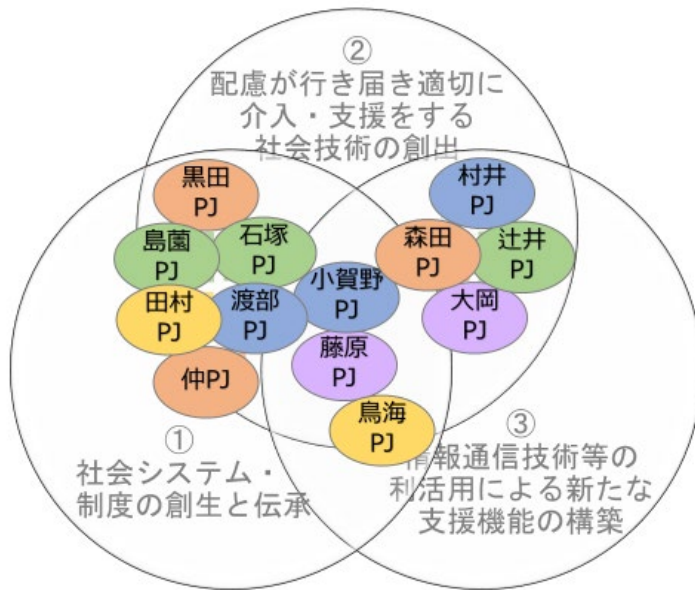 ②
配慮が行き届き適切に
介入・支援をする
社会技術の創出
黒田
PJ
村井
PJ
島薗
PJ
石塚
PJ
森田
PJ
辻井
PJ
田村
PJ
渡部
PJ
小賀野
PJ
大岡
PJ
藤原
PJ
仲PJ
鳥海
PJ
①
社会システム・
制度の創生と伝承
③
情報通信技術等の
利活用による新たな
支援機能の構築